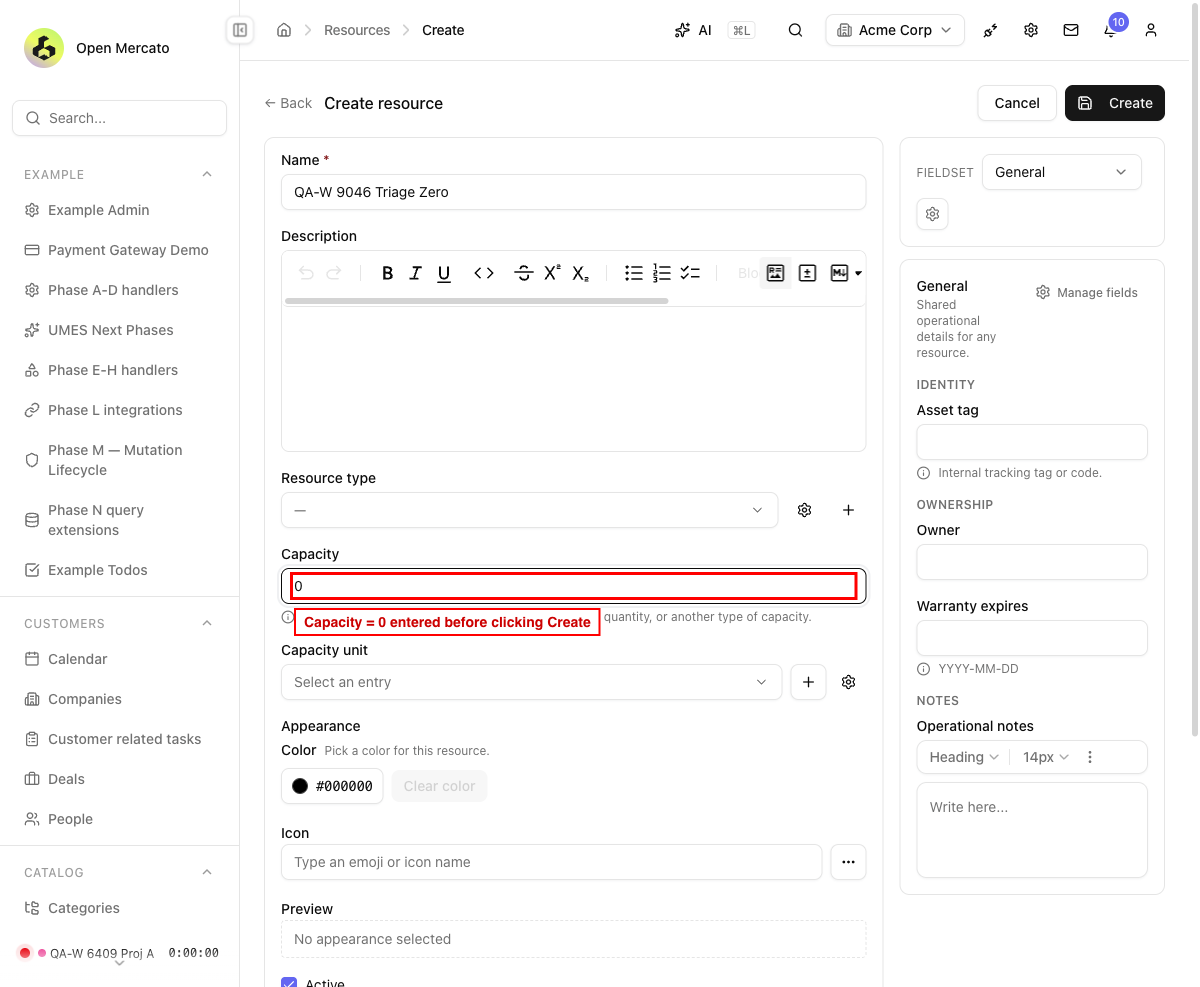 Open Mercato
Search...
EXAMPLE
Example Admin
Payment Gateway Demo
Phase A-D handlers
UMES Next Phases
Phase E-H handlers
Phase L integrations
Phase M — Mutation
Lifecycle
Phase N query
extensions
Example Todos
CUSTOMERS
Calendar
Companies
Customer related tasks
Deals
People
CATALOG
Categories
QA-W 6409 Proj A 0:00:00
Resources Create
AI ⌘L
Acme Corp
10
← Back Create resource
Cancel
Create
Name *
QA-W 9046 Triage Zero
Description
B I U <> S X² X₂
Blo
M↓
Resource type
—
Capacity
0
Capacity = 0 entered before clicking Create
quantity, or another type of capacity.
Capacity unit
Select an entry
Appearance
Color Pick a color for this resource.
#000000 Clear color
Icon
Type an emoji or icon name
Preview
No appearance selected
Active
FIELDSET General
General
Shared
operational
details for any
resource.
Manage fields
IDENTITY
Asset tag
Internal tracking tag or code.
OWNERSHIP
Owner
Warranty expires
YYYY-MM-DD
NOTES
Operational notes
Heading 14px
Write here...